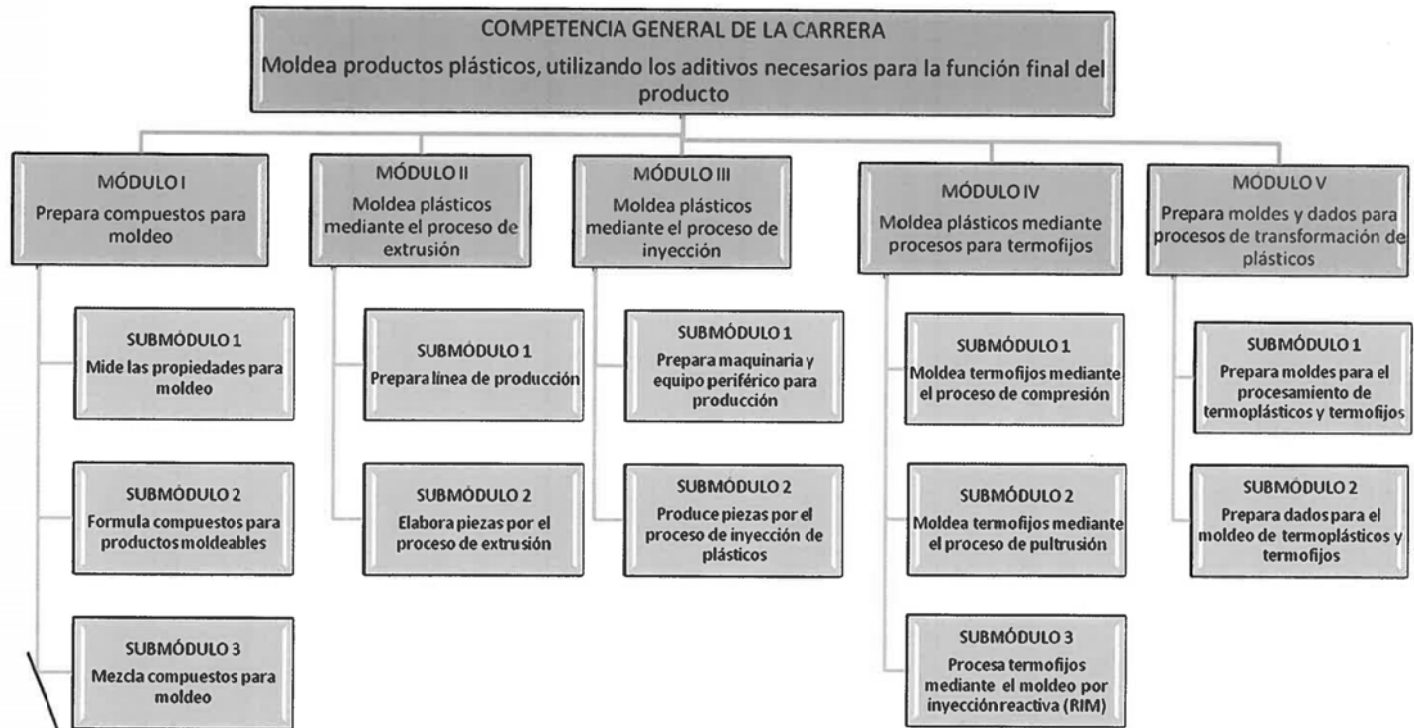 COMPETENCIA GENERAL DE LA CARRERA
Moldea productos plásticos, utilizando los aditivos necesarios para la función final del
producto
MÓDULO I
Prepara compuestos para
moldeo
SUBMÓDULO 1
Mide las propiedades para
moldeo
SUBMÓDULO 2
Formula compuestos para
productos moldeables
SUBMÓDULO 3
Mezcla compuestos para
moldeo
MÓDULO II
Moldea plásticos
mediante el proceso de
extrusión
SUBMÓDULO 1
Prepara línea de producción
SUBMÓDULO 2
Elabora piezas por el
proceso de extrusión
MÓDULO III
Moldea plásticos
mediante el proceso de
inyección
SUBMÓDULO 1
Prepara maquinaria y
equipo periférico para
producción
SUBMÓDULO 2
Produce piezas por el
proceso de inyección de
plásticos
MÓDULO IV
Moldea plásticos mediante
procesos para termofijos
SUBMÓDULO 1
Moldea termofijos mediante
el proceso de compresión
SUBMÓDULO 2
Moldea termofijos mediante
el proceso de pultrusión
SUBMÓDULO 3
Procesa termofijos
mediante el moldeo por
inyección reactiva (RIM)
MÓDULO V
Prepara moldes y dados para
procesos de transformación de
plásticos
SUBMÓDULO 1
Prepara moldes para el
procesamiento de
termoplásticos y termofijos
SUBMÓDULO 2
Prepara dados para el
moldeo de termoplásticos y
termofijos